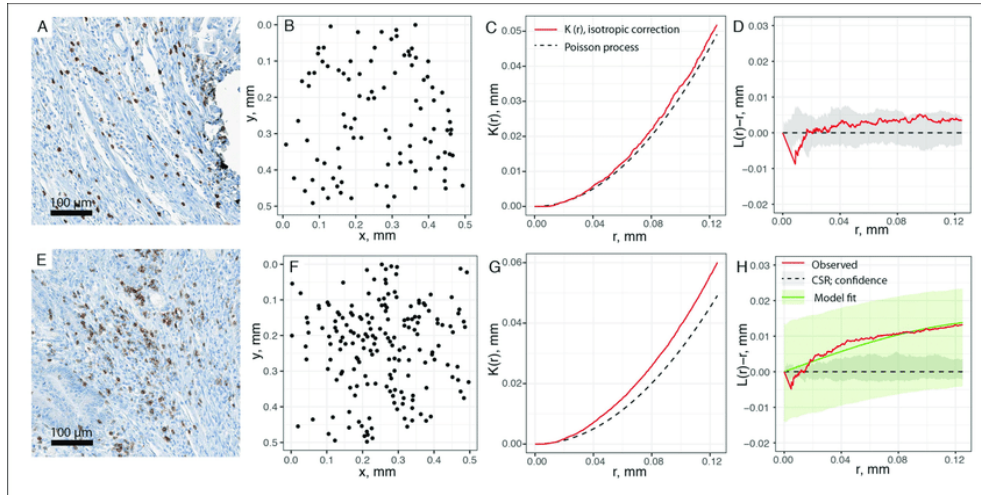 A
100 µm
B
0.0
0.1
0.2
0.3
0.4
0.5
y, mm
0.0 0.1 0.2 0.3 0.4 0.5
x, mm
C
K (r), isotropic correction
Poisson process
0.05
0.04
0.03
0.02
0.01
0.00
K(r), mm
0.00 0.04 0.08 0.12
r, mm
D
0.03
0.02
0.01
0.00
−0.01
−0.02
L(r)−r, mm
0.00 0.04 0.08 0.12
r, mm
E
100 µm
F
0.0
0.1
0.2
0.3
0.4
0.5
y, mm
0.0 0.1 0.2 0.3 0.4 0.5
x, mm
G
0.06
0.04
0.02
0.00
K(r), mm
0.00 0.04 0.08 0.12
r, mm
H
Observed
CSR; confidence
Model fit
0.03
0.02
0.01
0.00
−0.01
−0.02
L(r)−r, mm
0.00 0.04 0.08 0.12
r, mm